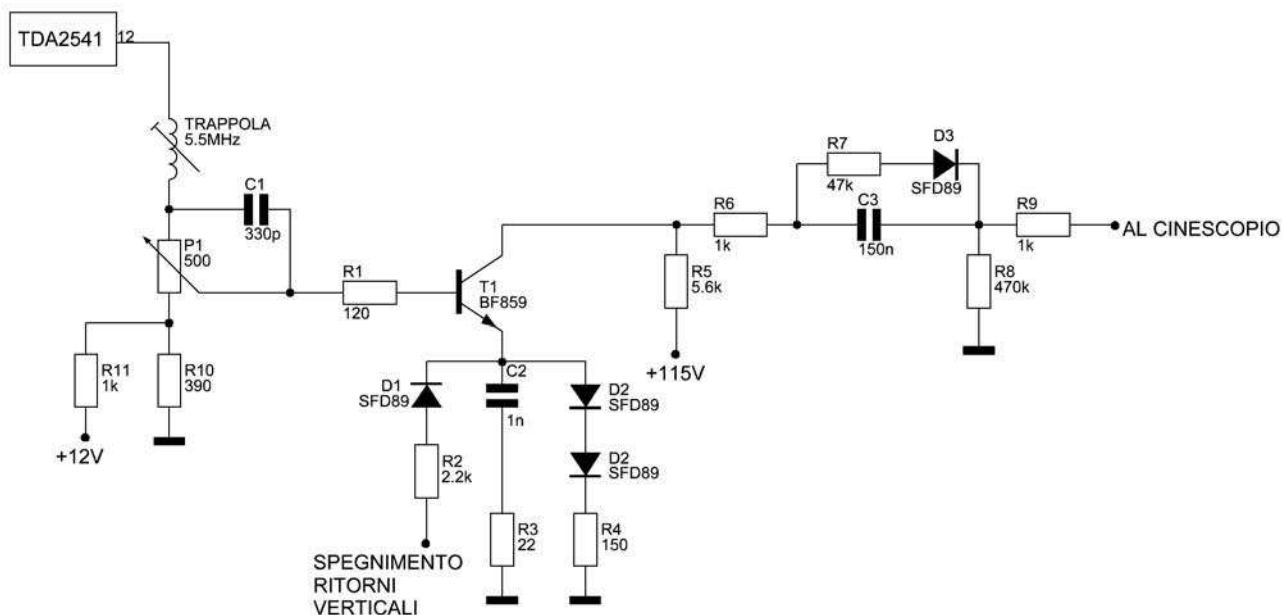 TDA2541
12
TRAPPOLA
5.5MHz
C1
330p
P1
500
R1
120
T1
BF859
R11
1k
R10
390
+12V
D1
SFD89
C2
1n
D2
SFD89
R2
2.2k
D2
SFD89
R3
22
R4
150
SPEGNIMENTO
RITORNI
VERTICALI
R5
5.6k
+115V
R6
1k
R7
47k
D3
SFD89
C3
150n
R9
1k
R8
470k
AL CINESCOPIO